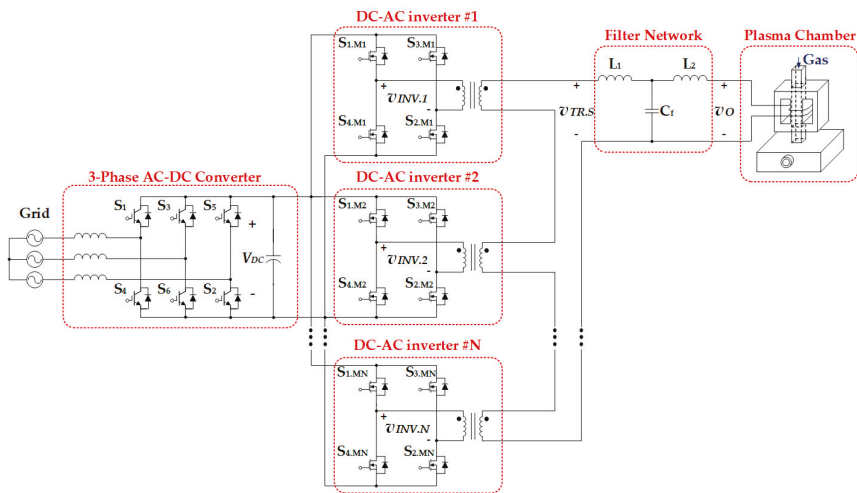 DC-AC inverter #1
S1.M1
S3.M1
+
vINV.1
-
S4.M1
S2.M1
Filter Network
L1
L2
Cf
+
vTR.S
-
Plasma Chamber
Gas
+
vO
-
3-Phase AC-DC Converter
Grid
S1
S3
S5
+
VDC
-
S4
S6
S2
DC-AC inverter #2
S1.M2
S3.M2
+
vINV.2
-
S4.M2
S2.M2
DC-AC inverter #N
S1.MN
S3.MN
+
vINV.N
-
S4.MN
S2.MN